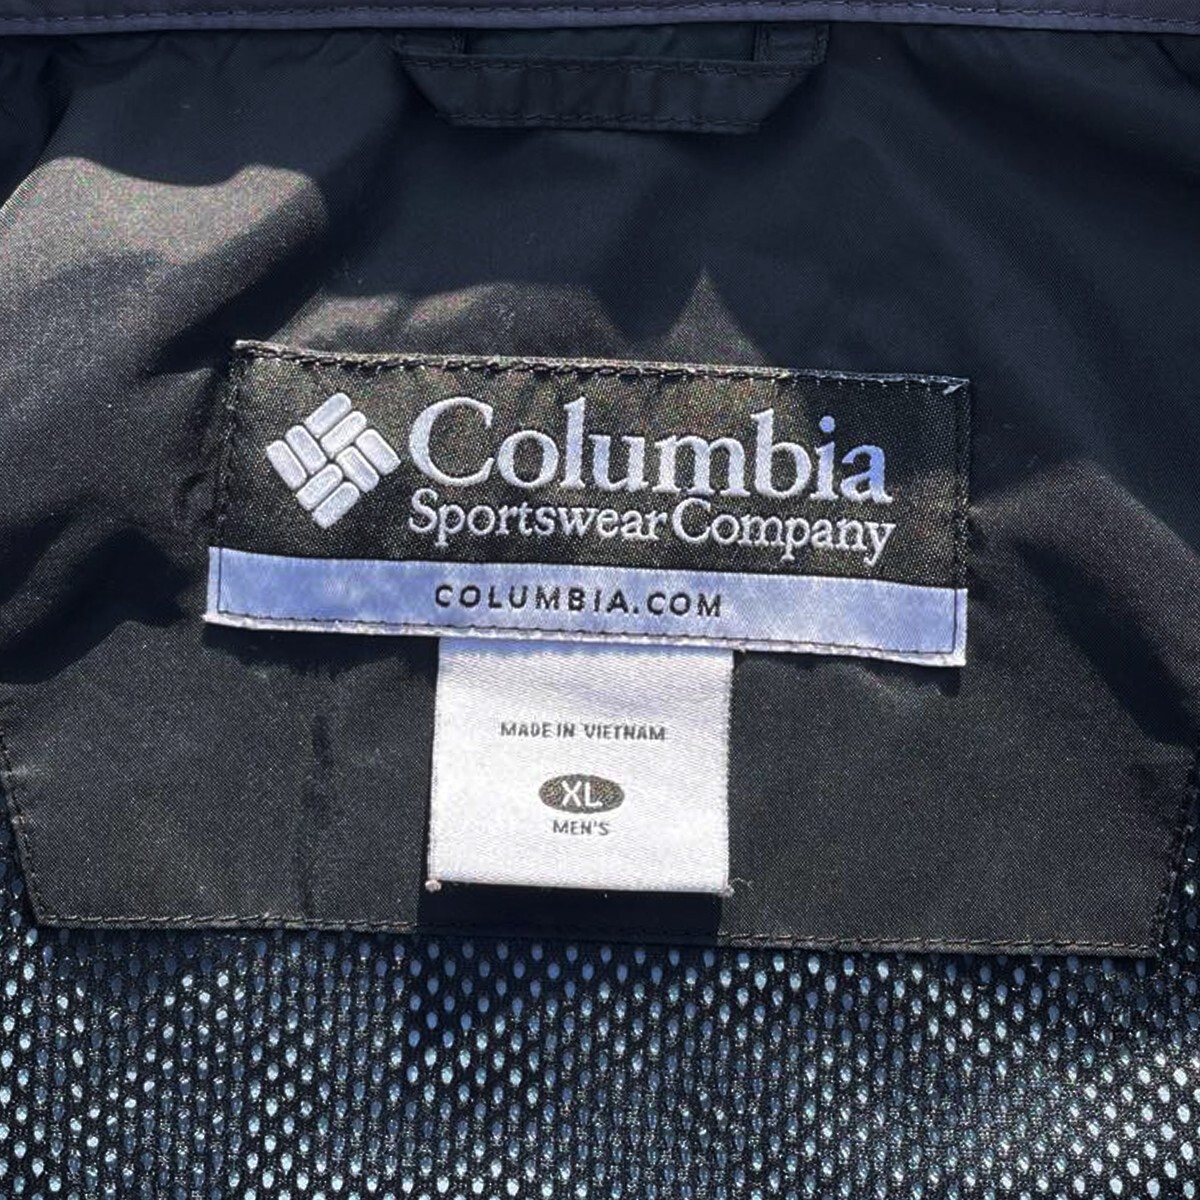 Columbia
Sportswear Company
COLUMBIA.COM
MADE IN VIETNAM
XL
MEN'S